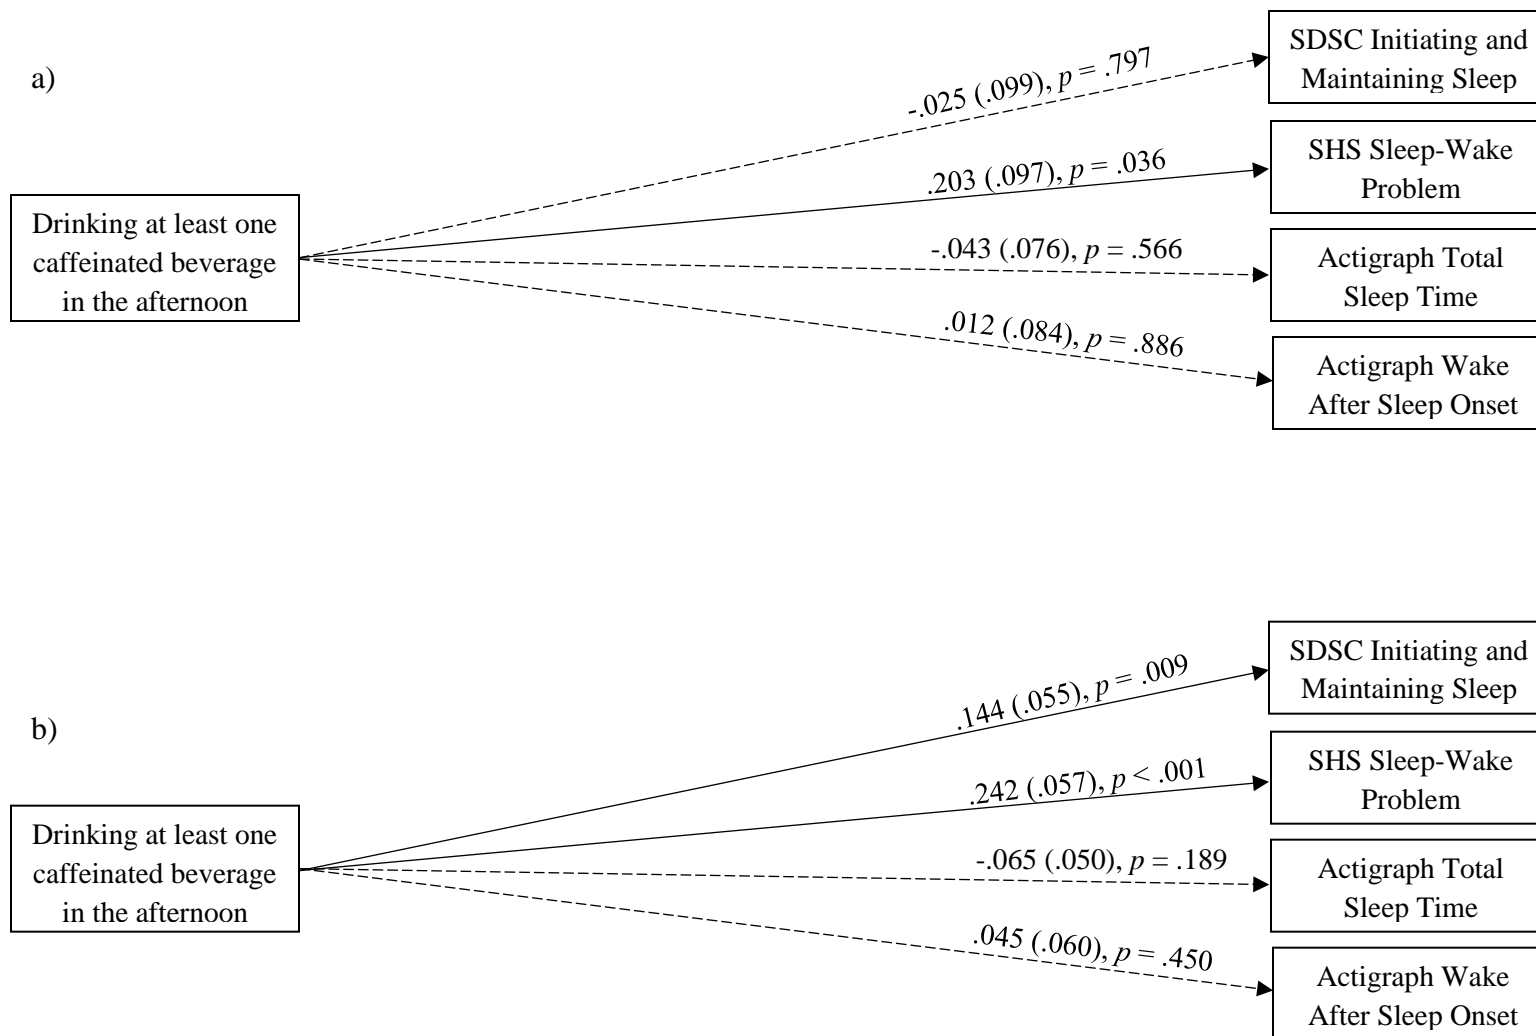 a)
Drinking at least one
caffeinated beverage
in the afternoon
-.025 (.099), p = .797
.203 (.097), p = .036
-.043 (.076), p = .566
.012 (.084), p = .886
SDSC Initiating and
Maintaining Sleep
SHS Sleep-Wake
Problem
Actigraph Total
Sleep Time
Actigraph Wake
After Sleep Onset
b)
Drinking at least one
caffeinated beverage
in the afternoon
.144 (.055), p = .009
.242 (.057), p < .001
-.065 (.050), p = .189
.045 (.060), p = .450
SDSC Initiating and
Maintaining Sleep
SHS Sleep-Wake
Problem
Actigraph Total
Sleep Time
Actigraph Wake
After Sleep Onset